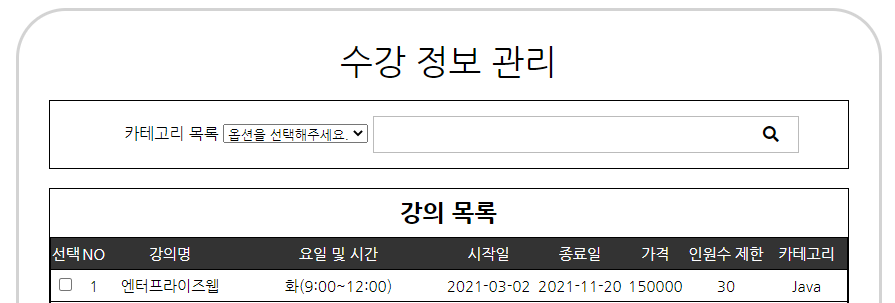 수강 정보 관리
카테고리 목록 옵션을 선택해주세요.
강의 목록
선택 NO 강의명 요일 및 시간 시작일 종료일 가격 인원수 제한 카테고리
1 엔터프라이즈웹 화(9:00~12:00) 2021-03-02 2021-11-20 150000 30 Java